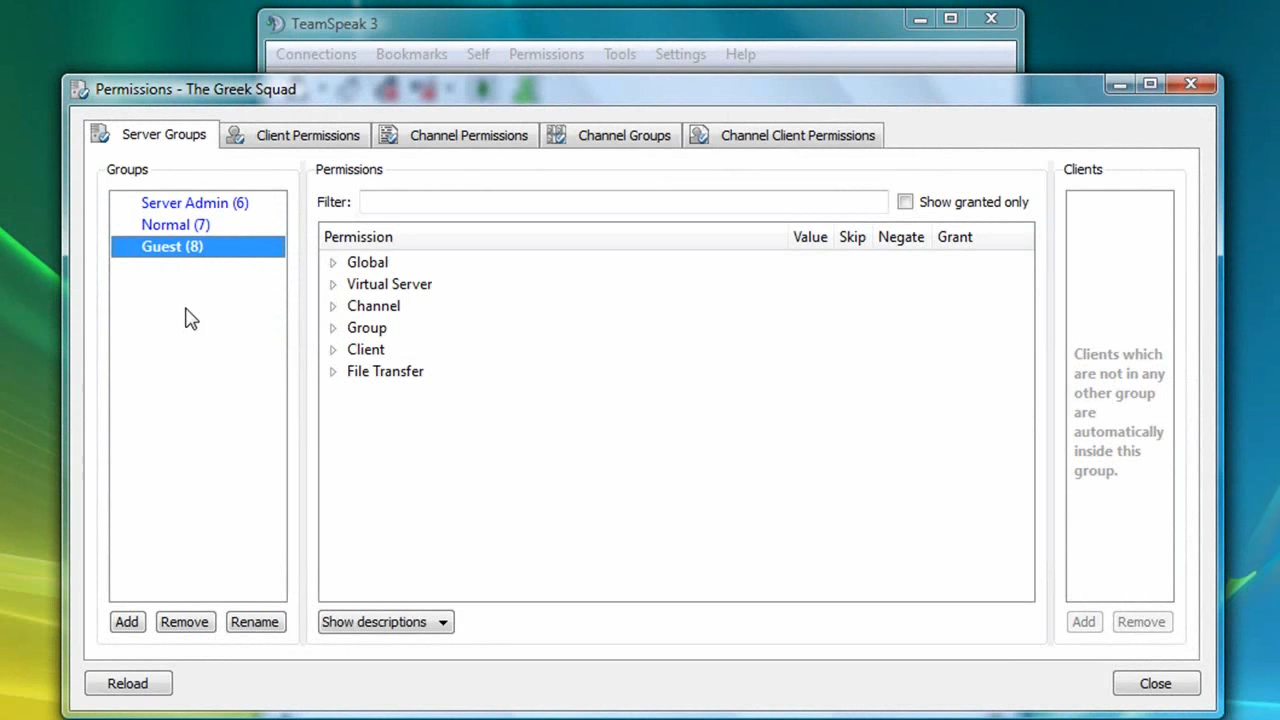 TeamSpeak 3
Connections Bookmarks Self Permissions Tools Settings Help
Permissions - The Greek Squad
Server Groups Client Permissions Channel Permissions Channel Groups Channel Client Permissions
Groups
Server Admin (6)
Normal (7)
Guest (8)
Add Remove Rename
Permissions
Filter: Show granted only
Permission Value Skip Negate Grant
Global
Virtual Server
Channel
Group
Client
File Transfer
Show descriptions
Clients
Clients which
are not in any
other group
are
automatically
inside this
group.
Add Remove
Reload Close